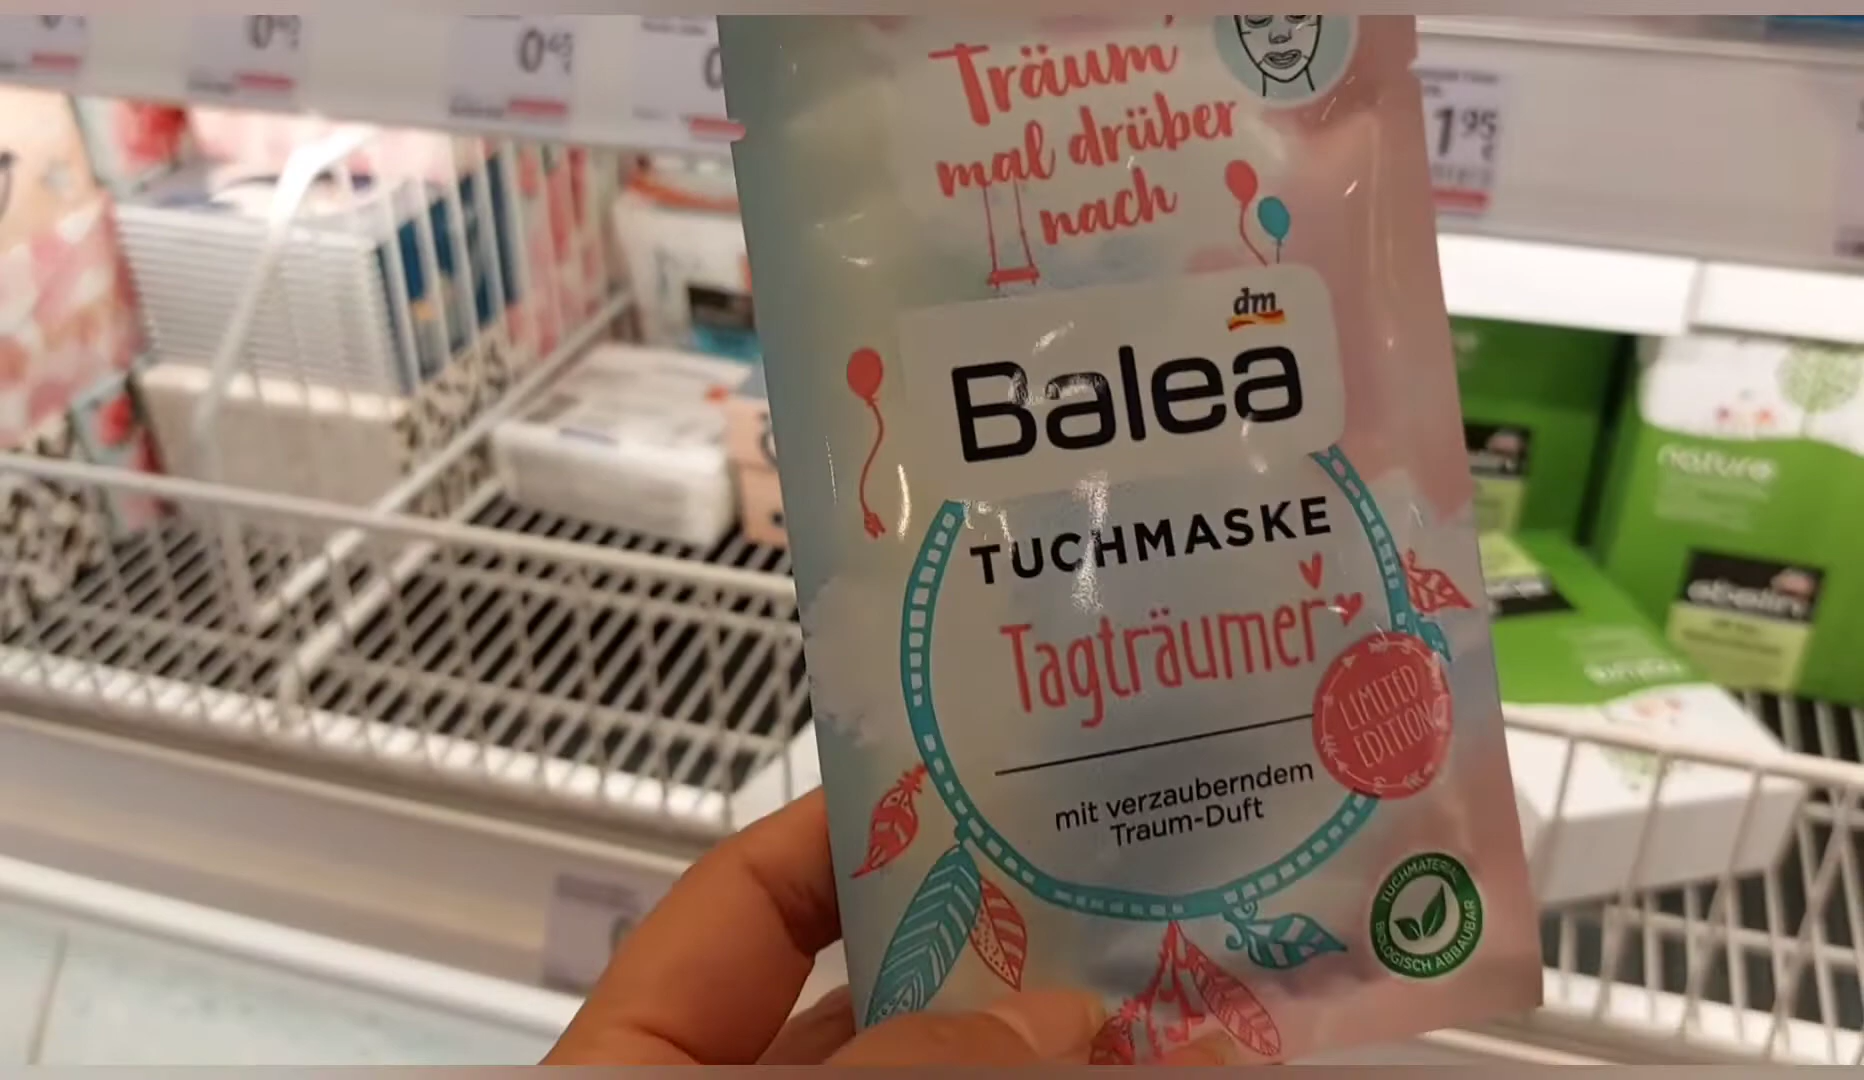 Träum
mal drüber
nach
dm
Balea
TUCHMASKE
Tagträumer
LIMITED
EDITION
mit verzauberndem
Traum-Duft
TUCHMATERIAL
BIOLOGISCH ABBAUBAR
0 45
1 95
nature
ebelin